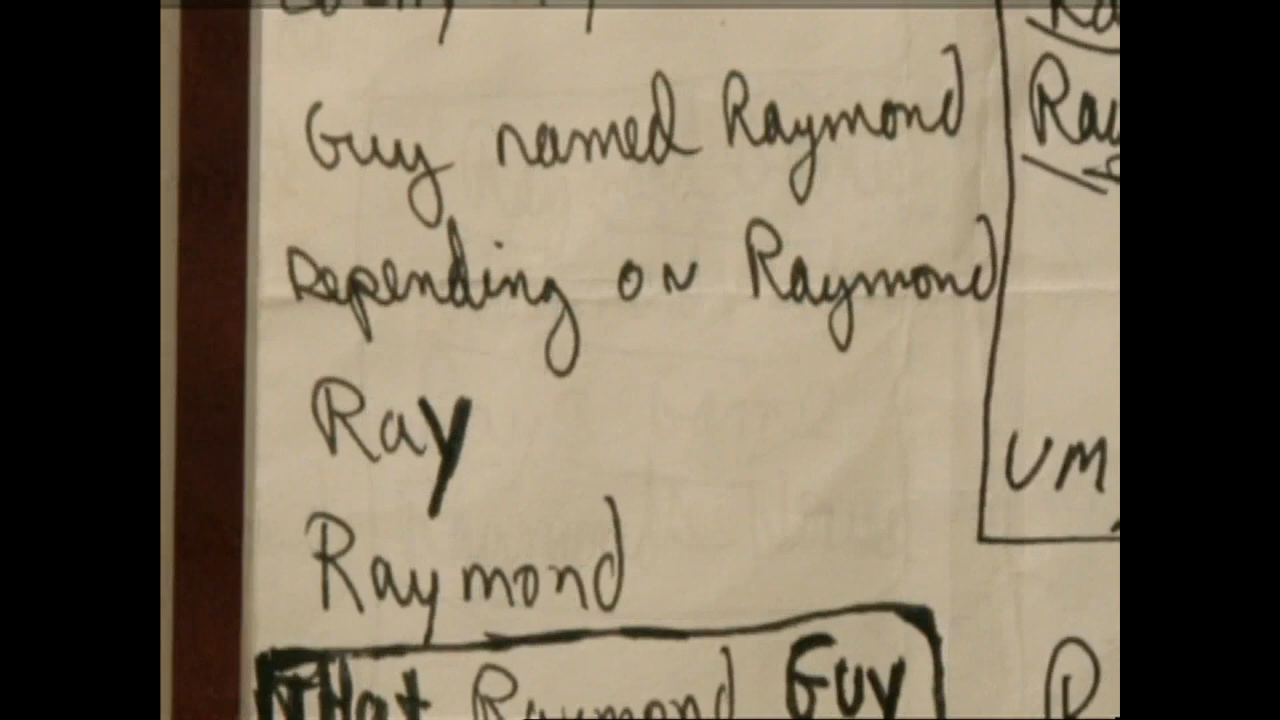 Guy named Raymond
Depending on Raymond
Ray
Raymond
THat Raymond Guy
UM